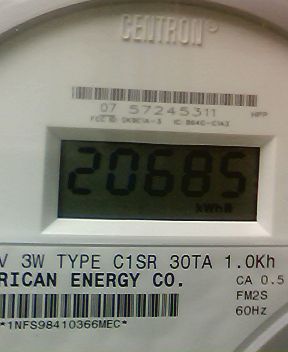 CENTRON®
07 57245311
20685
kWh
V 3W TYPE C1SR 30TA 1.0Kh
RICAN ENERGY CO.
CA 0.5
FM2S
60Hz
*1NFS98410366MEC*